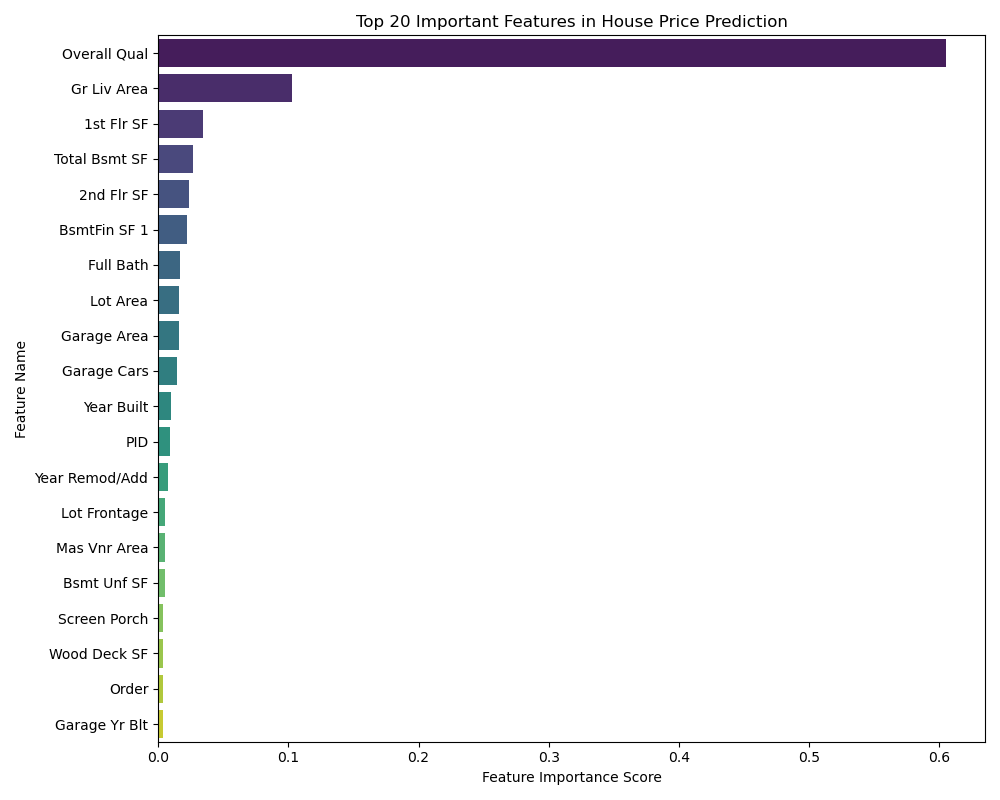 Top 20 Important Features in House Price Prediction
Feature Name
Overall Qual
Gr Liv Area
1st Flr SF
Total Bsmt SF
2nd Flr SF
BsmtFin SF 1
Full Bath
Lot Area
Garage Area
Garage Cars
Year Built
PID
Year Remod/Add
Lot Frontage
Mas Vnr Area
Bsmt Unf SF
Screen Porch
Wood Deck SF
Order
Garage Yr Blt
0.0 0.1 0.2 0.3 0.4 0.5 0.6
Feature Importance Score